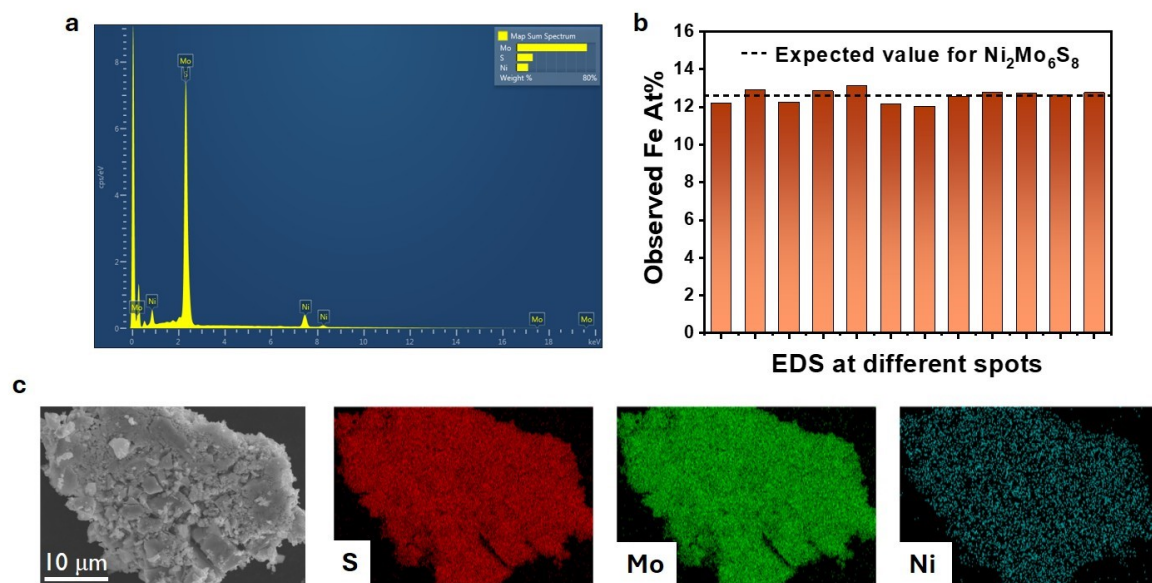 a
Map Sum Spectrum
Mo
S
Ni
Weight %
80%
cps/eV
8
6
4
2
0
Mo
Ni
Mo
Ni
Ni
Mo
Mo
0
2
4
6
8
10
12
14
16
18
keV
b
Expected value for Ni₂Mo₆S₈
Observed Fe At%
16
14
12
10
8
6
4
2
0
EDS at different spots
c
10 μm
S
Mo
Ni